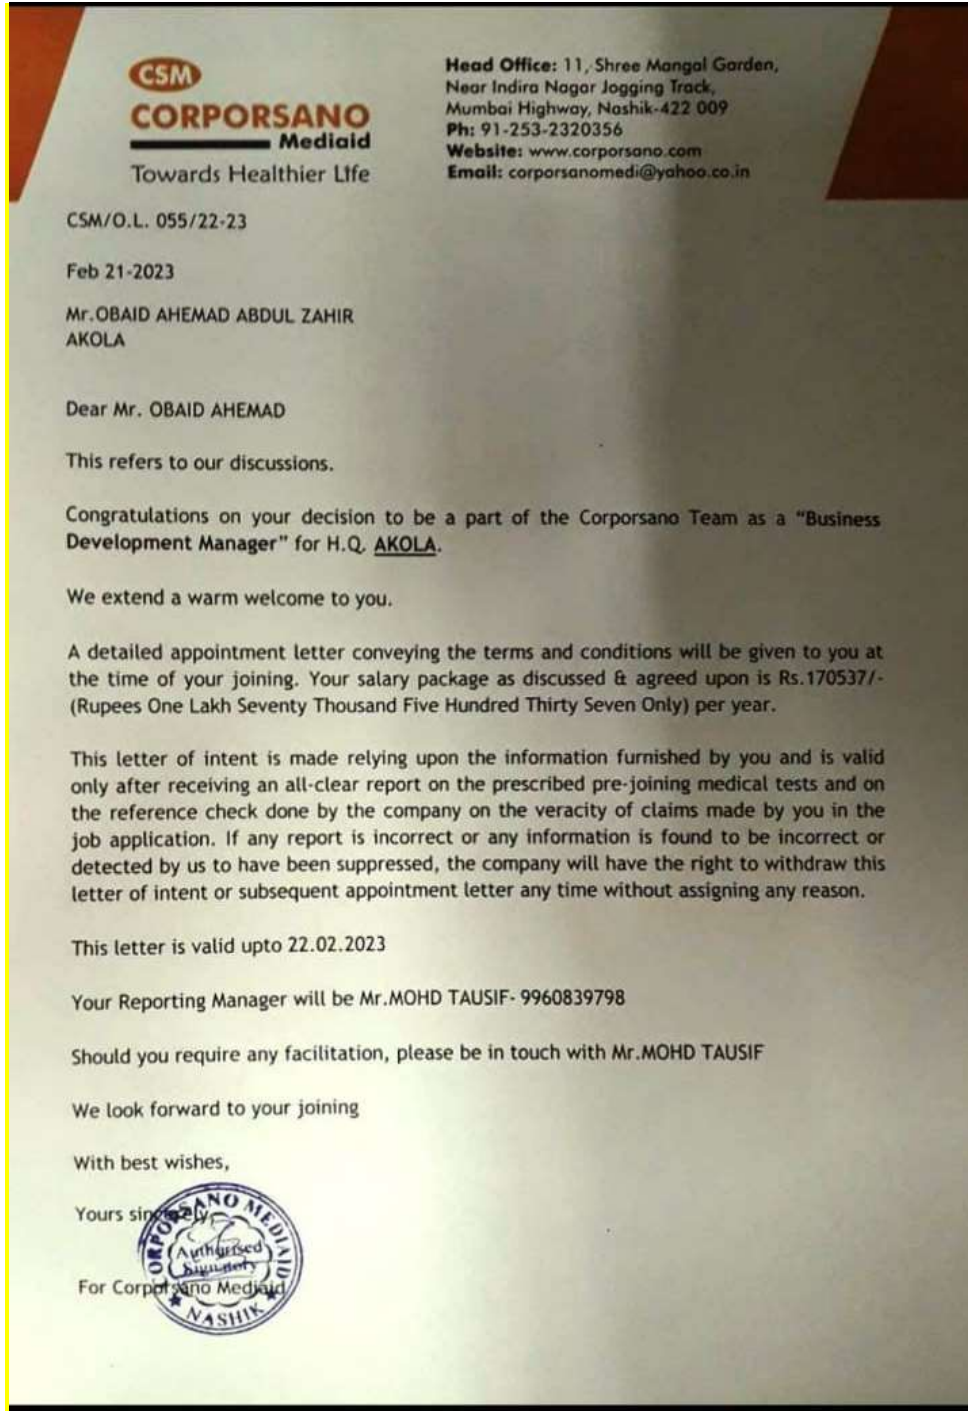 CSM
CORPORSANO
Mediaid
Towards Healthier Life
Head Office: 11, Shree Mangal Garden,
Near Indira Nagar Jogging Track,
Mumbai Highway, Nashik-422 009
Ph: 91-253-2320356
Website: www.corporsano.com
Email: corporsanomedi@yahoo.co.in
CSM/O.L. 055/22-23
Feb 21-2023
Mr.OBAID AHEMAD ABDUL ZAHIR
AKOLA
Dear Mr. OBAID AHEMAD
This refers to our discussions.
Congratulations on your decision to be a part of the Corporsano Team as a "Business
Development Manager" for H.Q. AKOLA.
We extend a warm welcome to you.
A detailed appointment letter conveying the terms and conditions will be given to you at
the time of your joining. Your salary package as discussed & agreed upon is Rs.170537/-
(Rupees One Lakh Seventy Thousand Five Hundred Thirty Seven Only) per year.
This letter of intent is made relying upon the information furnished by you and is valid
only after receiving an all-clear report on the prescribed pre-joining medical tests and on
the reference check done by the company on the veracity of claims made by you in the
job application. If any report is incorrect or any information is found to be incorrect or
detected by us to have been suppressed, the company will have the right to withdraw this
letter of intent or subsequent appointment letter any time without assigning any reason.
This letter is valid upto 22.02.2023
Your Reporting Manager will be Mr.MOHD TAUSIF- 9960839798
Should you require any facilitation, please be in touch with Mr.MOHD TAUSIF
We look forward to your joining
With best wishes,
Yours sincerely,
For Corporsano Mediaid
CORPORSANO MEDIAID
Authorised
Signatory
NASHIK